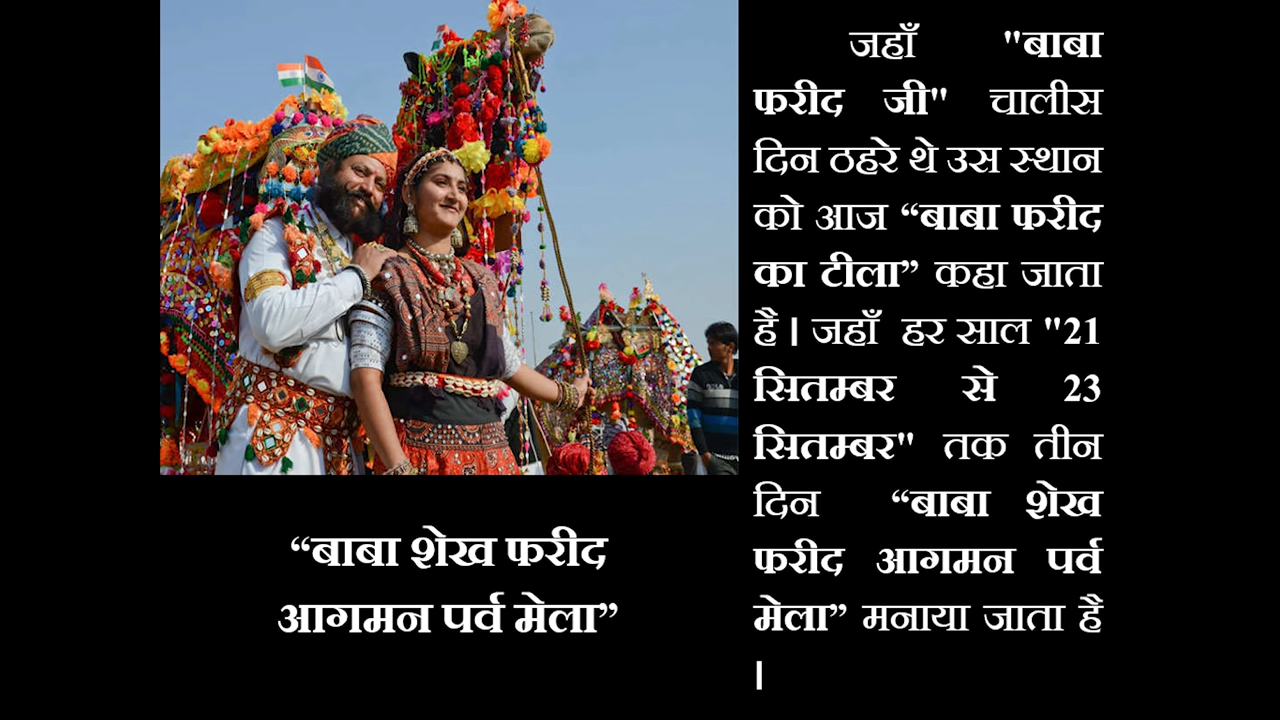 जहाँ "बाबा
फरीद जी" चालीस
दिन ठहरे थे उस स्थान
को आज “बाबा फरीद
का टीला” कहा जाता
है । जहाँ हर साल "21
सितम्बर से 23
सितम्बर" तक तीन
दिन “बाबा शेख
फरीद आगमन पर्व
मेला” मनाया जाता है
।
“बाबा शेख फरीद
आगमन पर्व मेला”